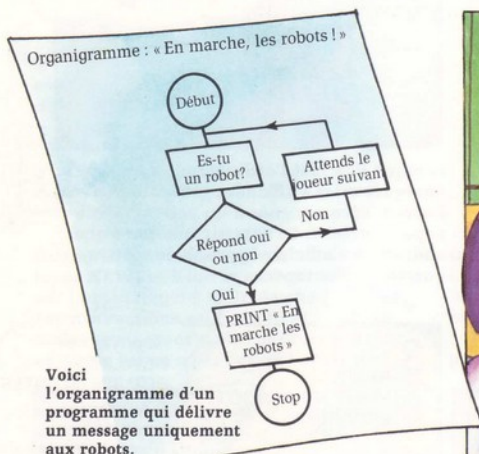 Organigramme : « En marche, les robots ! »
Début
Es-tu
un robot?
Attends le
joueur suivant
Non
Répond oui
ou non
Oui
PRINT « En
marche les
robots »
Stop
Voici
l'organigramme d'un
programme qui délivre
un message uniquement
aux robots.